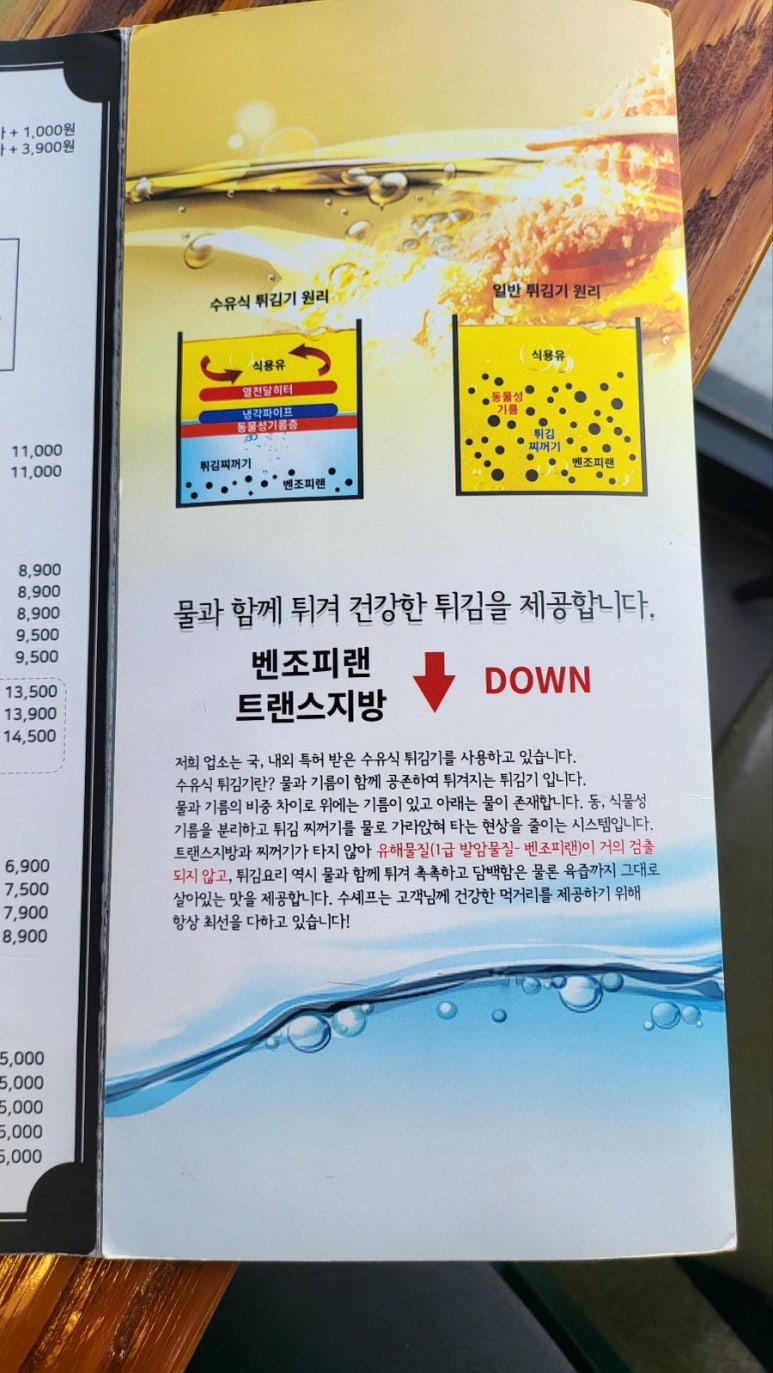 + 1,000원
+ 3,900원
11,000
11,000
8,900
8,900
8,900
9,500
9,500
13,500
13,900
14,500
6,900
7,500
7,900
8,900
5,000
5,000
5,000
5,000
5,000
수유식 튀김기 원리
식용유
열전달히터
냉각파이프
동물성기름층
튀김찌꺼기
벤조피랜
일반 튀김기 원리
식용유
동물성
기름
튀김
찌꺼기
벤조피랜
물과 함께 튀겨 건강한 튀김을 제공합니다.
벤조피랜
트랜스지방
DOWN
저희 업소는 국, 내외 특허 받은 수유식 튀김기를 사용하고 있습니다.
수유식 튀김기란? 물과 기름이 함께 공존하여 튀겨지는 튀김기 입니다.
물과 기름의 비중 차이로 위에는 기름이 있고 아래는 물이 존재합니다. 동, 식물성
기름을 분리하고 튀김 찌꺼기를 물로 가라앉혀 타는 현상을 줄이는 시스템입니다.
트랜스지방과 찌꺼기가 타지 않아 유해물질(1급 발암물질- 벤조피랜)이 거의 검출
되지 않고, 튀김요리 역시 물과 함께 튀겨 촉촉하고 담백함은 물론 육즙까지 그대로
살아있는 맛을 제공합니다. 수셰프는 고객님께 건강한 먹거리를 제공하기 위해
항상 최선을 다하고 있습니다!